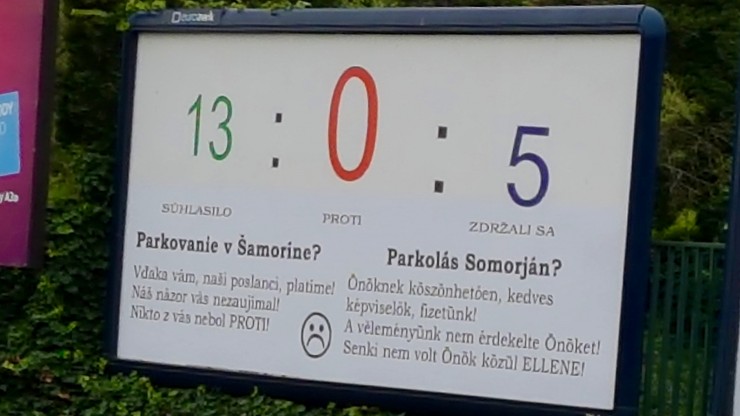 13 : 0 : 5
SÚHLASILO PROTI ZDRŽALI SA
Parkovanie v Šamoríne?
Vďaka vám, naši poslanci, platíme!
Náš názor vás nezaujímal!
Nikto z vás nebol PROTI!
Parkolás Somorján?
Önöknek köszönhetően, kedves
képviselők, fizetünk!
A vèleményünk nem érdekelte Önöket!
Senki nem volt Önök közül ELLENE!